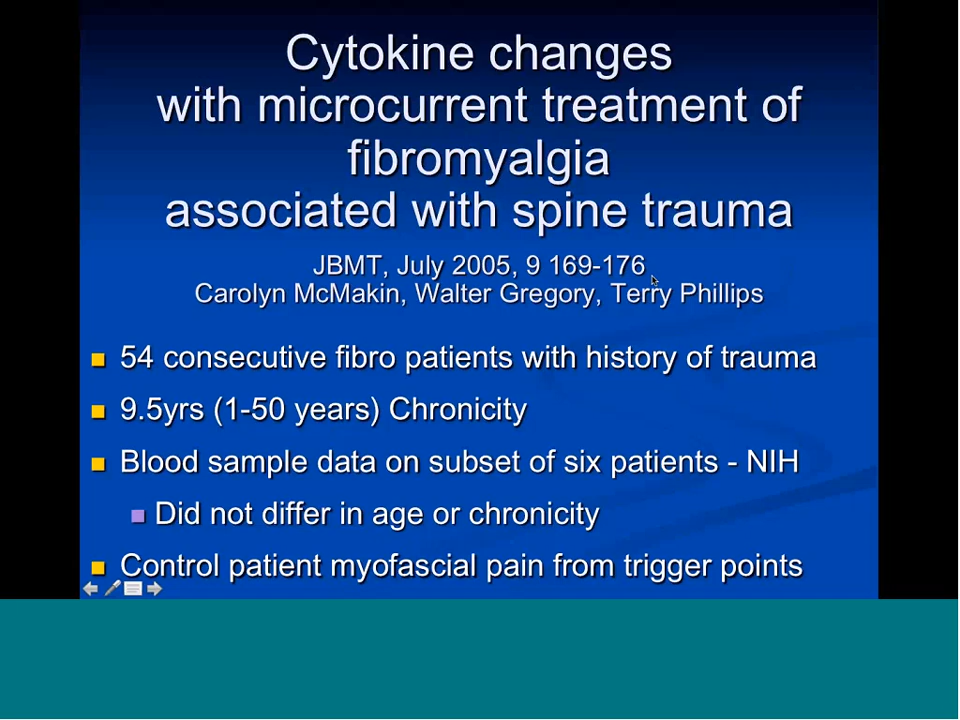 Cytokine changes
with microcurrent treatment of
fibromyalgia
associated with spine trauma
JBMT, July 2005, 9 169-176
Carolyn McMakin, Walter Gregory, Terry Phillips
54 consecutive fibro patients with history of trauma
9.5yrs (1-50 years) Chronicity
Blood sample data on subset of six patients - NIH
Did not differ in age or chronicity
Control patient myofascial pain from trigger points